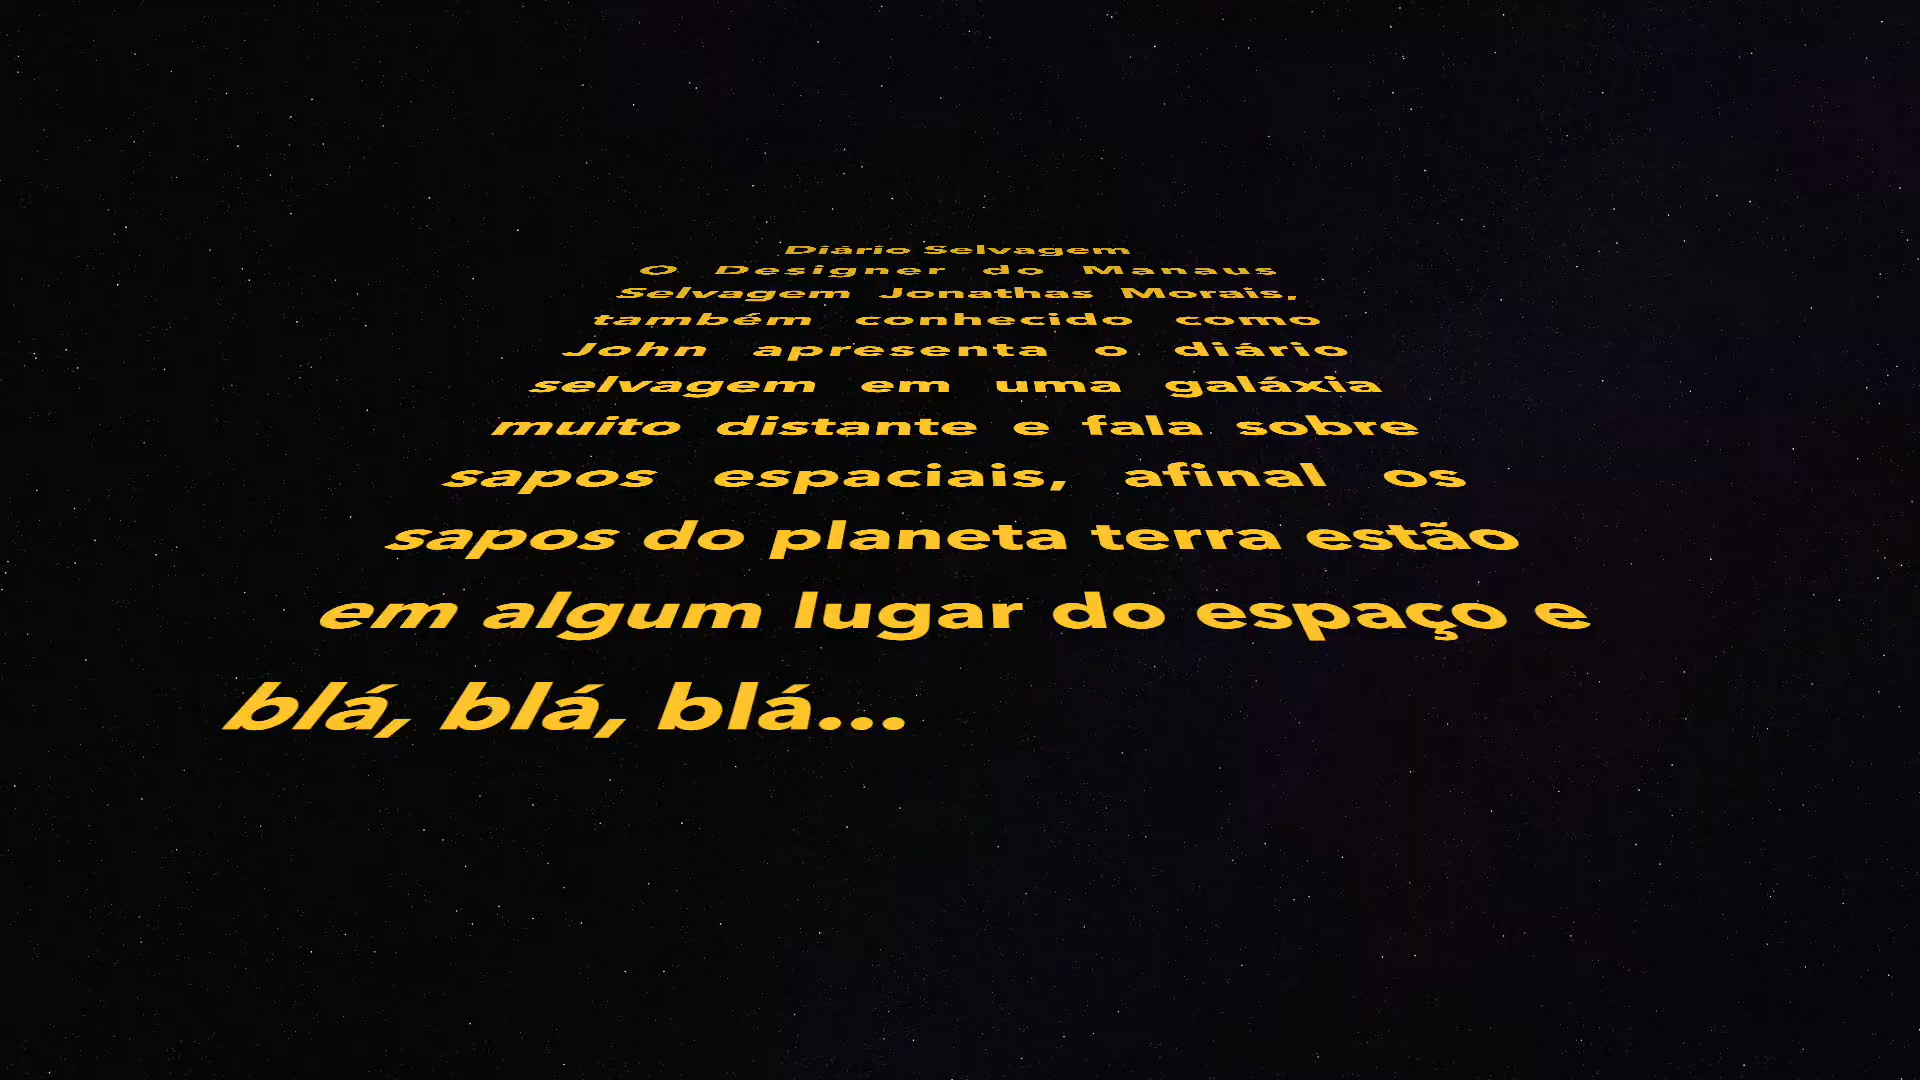 Diário Selvagem
O Designer do Manaus
Selvagem Jonathas Morais,
também conhecido como
John apresenta o diário
selvagem em uma galáxia
muito distante e fala sobre
sapos espaciais, afinal os
sapos do planeta terra estão
em algum lugar do espaço e
blá, blá, blá...